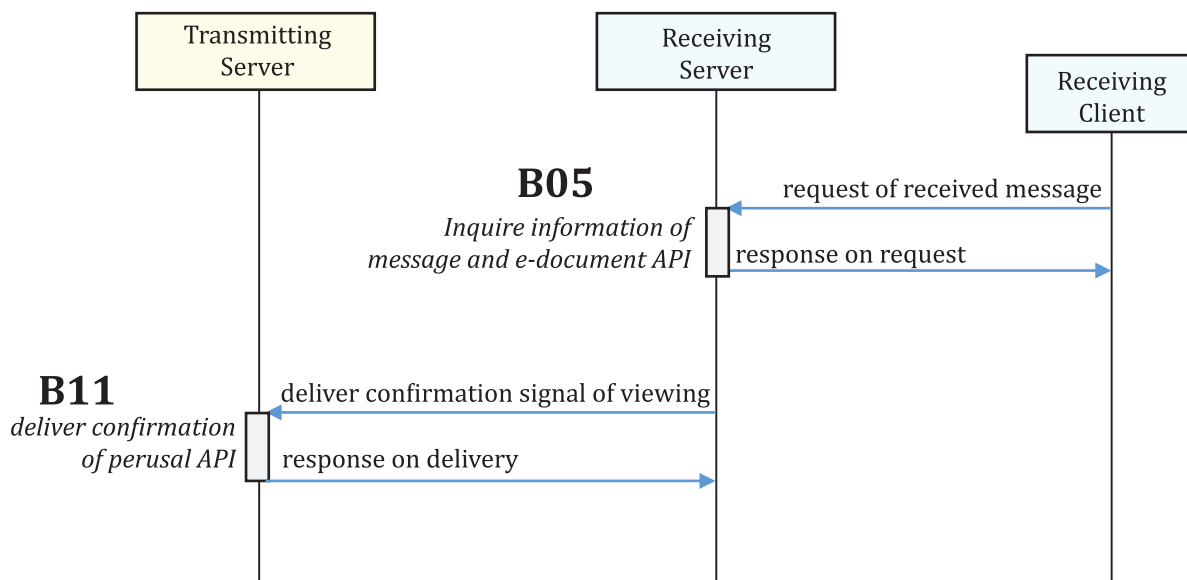 Transmitting
Server
Receiving
Server
Receiving
Client
B05
Inquire information of
message and e-document API
request of received message
response on request
B11
deliver confirmation
of perusal API
deliver confirmation signal of viewing
response on delivery